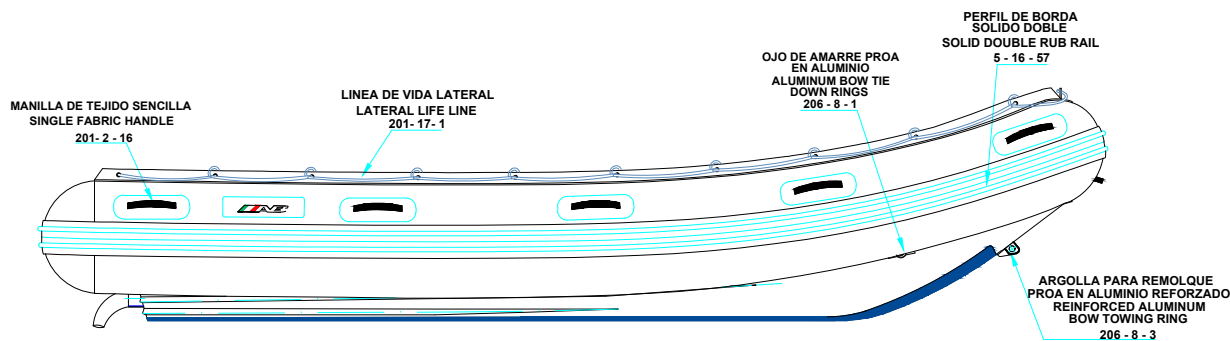 PERFIL DE BORDA
SOLIDO DOBLE
SOLID DOUBLE RUB RAIL
5 - 16 - 57
OJO DE AMARRE PROA
EN ALUMINIO
ALUMINUM BOW TIE
DOWN RINGS
206 - 8 - 1
LINEA DE VIDA LATERAL
LATERAL LIFE LINE
201- 17- 1
MANILLA DE TEJIDO SENCILLA
SINGLE FABRIC HANDLE
201- 2 - 16
AB
ARGOLLA PARA REMOLQUE
PROA EN ALUMINIO REFORZADO
REINFORCED ALUMINUM
BOW TOWING RING
206 - 8 - 3